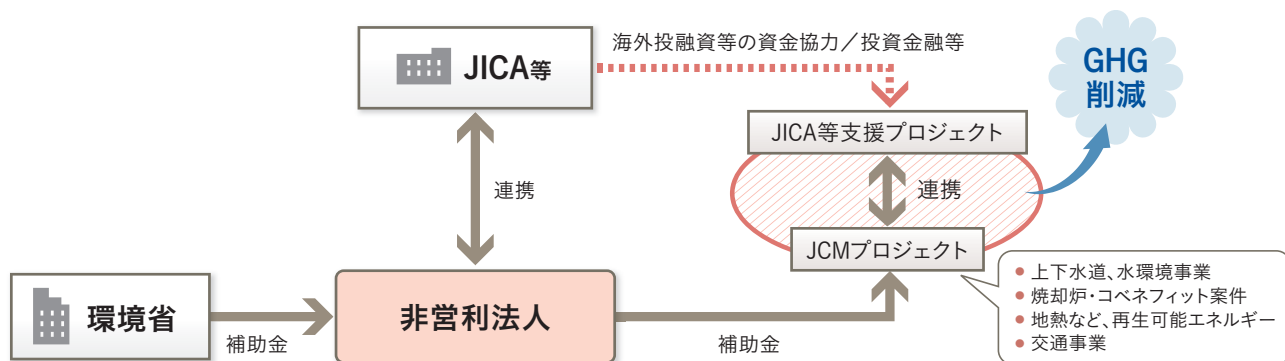 海外投融資等の資金協力／投資金融等
JICA等
GHG
削減
JICA等支援プロジェクト
連携
連携
JCMプロジェクト
環境省
補助金
非営利法人
補助金
● 上下水道、水環境事業
● 焼却炉・コベネフィット案件
● 地熱など、再生可能エネルギー
● 交通事業